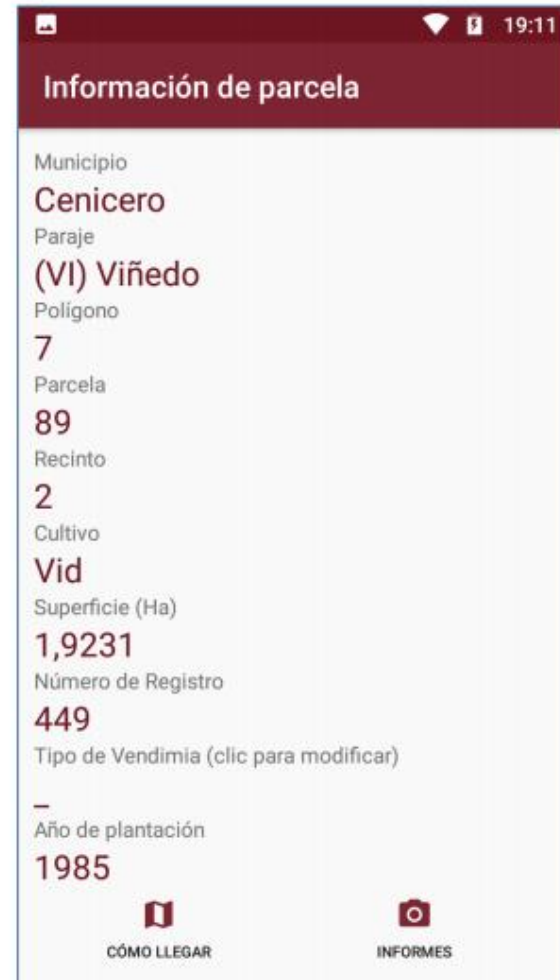 19:11
Información de parcela
Municipio
Cenicero
Paraje
(VI) Viñedo
Polígono
7
Parcela
89
Recinto
2
Cultivo
Vid
Superficie (Ha)
1,9231
Número de Registro
449
Tipo de Vendimia (clic para modificar)
_
Año de plantación
1985
CÓMO LLEGAR INFORMES